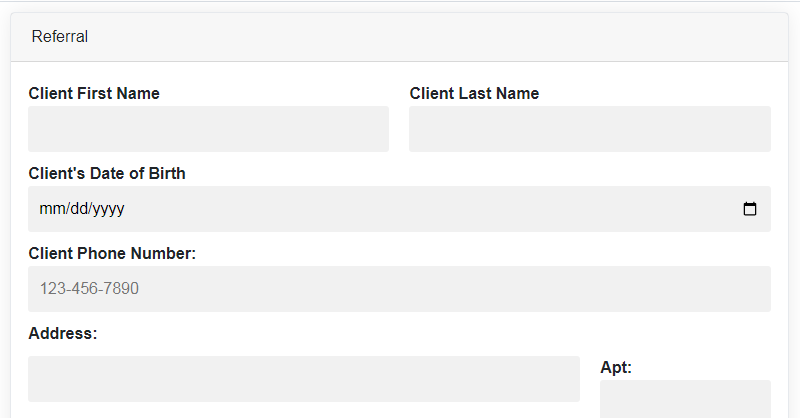 Referral
Client First Name
Client Last Name
Client's Date of Birth
mm/dd/yyyy
Client Phone Number:
123-456-7890
Address:
Apt: